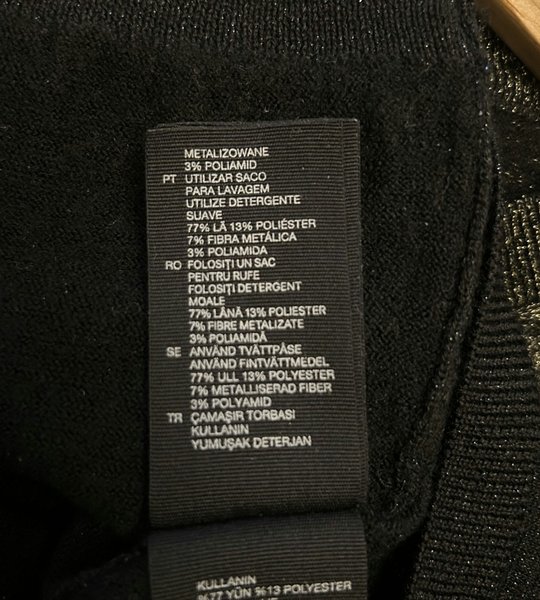 METALIZOWANE
3% POLIAMID
PT UTILIZAR SACO
PARA LAVAGEM
UTILIZE DETERGENTE
SUAVE
77% LÃ 13% POLIÉSTER
7% FIBRA METÁLICA
3% POLIAMIDA
RO FOLOSIȚI UN SAC
PENTRU RUFE
FOLOSIȚI DETERGENT
MOALE
77% LÂNĂ 13% POLIESTER
7% FIBRE METALIZATE
3% POLIAMIDĂ
SE ANVÄND TVÄTTPÅSE
ANVÄND FINTVÄTTMEDEL
77% ULL 13% POLYESTER
7% METALLISERAD FIBER
3% POLYAMID
TR ÇAMAŞIR TORBASI
KULLANIN
YUMUŞAK DETERJAN
KULLANIN
%77 YÜN %13 POLYESTER